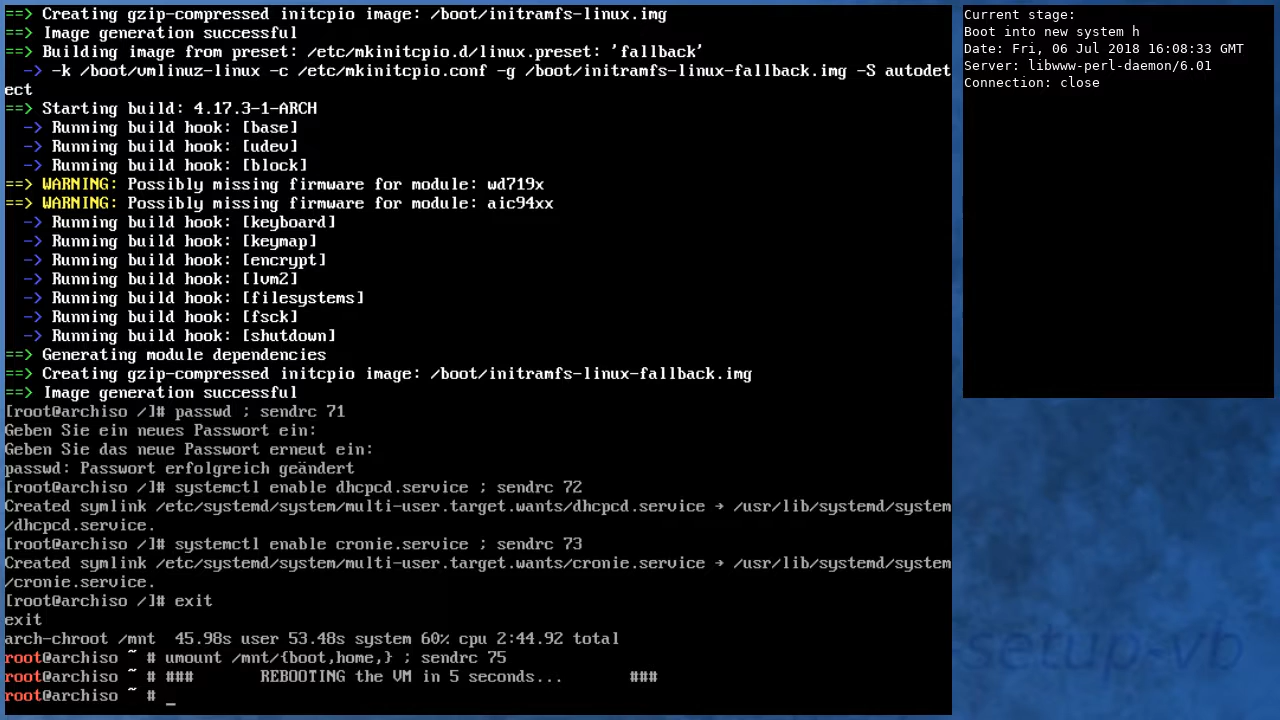 ==> Creating gzip-compressed initcpio image: /boot/initramfs-linux.img
==> Image generation successful
==> Building image from preset: /etc/mkinitcpio.d/linux.preset: 'fallback'
  -> -k /boot/vmlinuz-linux -c /etc/mkinitcpio.conf -g /boot/initramfs-linux-fallback.img -S autodet
ect
==> Starting build: 4.17.3-1-ARCH
  -> Running build hook: [base]
  -> Running build hook: [udev]
  -> Running build hook: [block]
==> WARNING: Possibly missing firmware for module: wd719x
==> WARNING: Possibly missing firmware for module: aic94xx
  -> Running build hook: [keyboard]
  -> Running build hook: [keymap]
  -> Running build hook: [encrypt]
  -> Running build hook: [lvm2]
  -> Running build hook: [filesystems]
  -> Running build hook: [fsck]
  -> Running build hook: [shutdown]
==> Generating module dependencies
==> Creating gzip-compressed initcpio image: /boot/initramfs-linux-fallback.img
==> Image generation successful
[root@archiso /]# passwd ; sendrc 71
Geben Sie ein neues Passwort ein:
Geben Sie das neue Passwort erneut ein:
passwd: Passwort erfolgreich geändert
[root@archiso /]# systemctl enable dhcpcd.service ; sendrc 72
Created symlink /etc/systemd/system/multi-user.target.wants/dhcpcd.service → /usr/lib/systemd/system
/dhcpcd.service.
[root@archiso /]# systemctl enable cronie.service ; sendrc 73
Created symlink /etc/systemd/system/multi-user.target.wants/cronie.service → /usr/lib/systemd/system
/cronie.service.
[root@archiso /]# exit
exit
arch-chroot /mnt  45.98s user 53.48s system 60% cpu 2:44.92 total
root@archiso ~ # umount /mnt/{boot,home,} ; sendrc 75
root@archiso ~ # ###       REBOOTING the VM in 5 seconds...       ###
root@archiso ~ # _
Current stage:
Boot into new system h
Date: Fri, 06 Jul 2018 16:08:33 GMT
Server: libwww-perl-daemon/6.01
Connection: close
-setup-vb